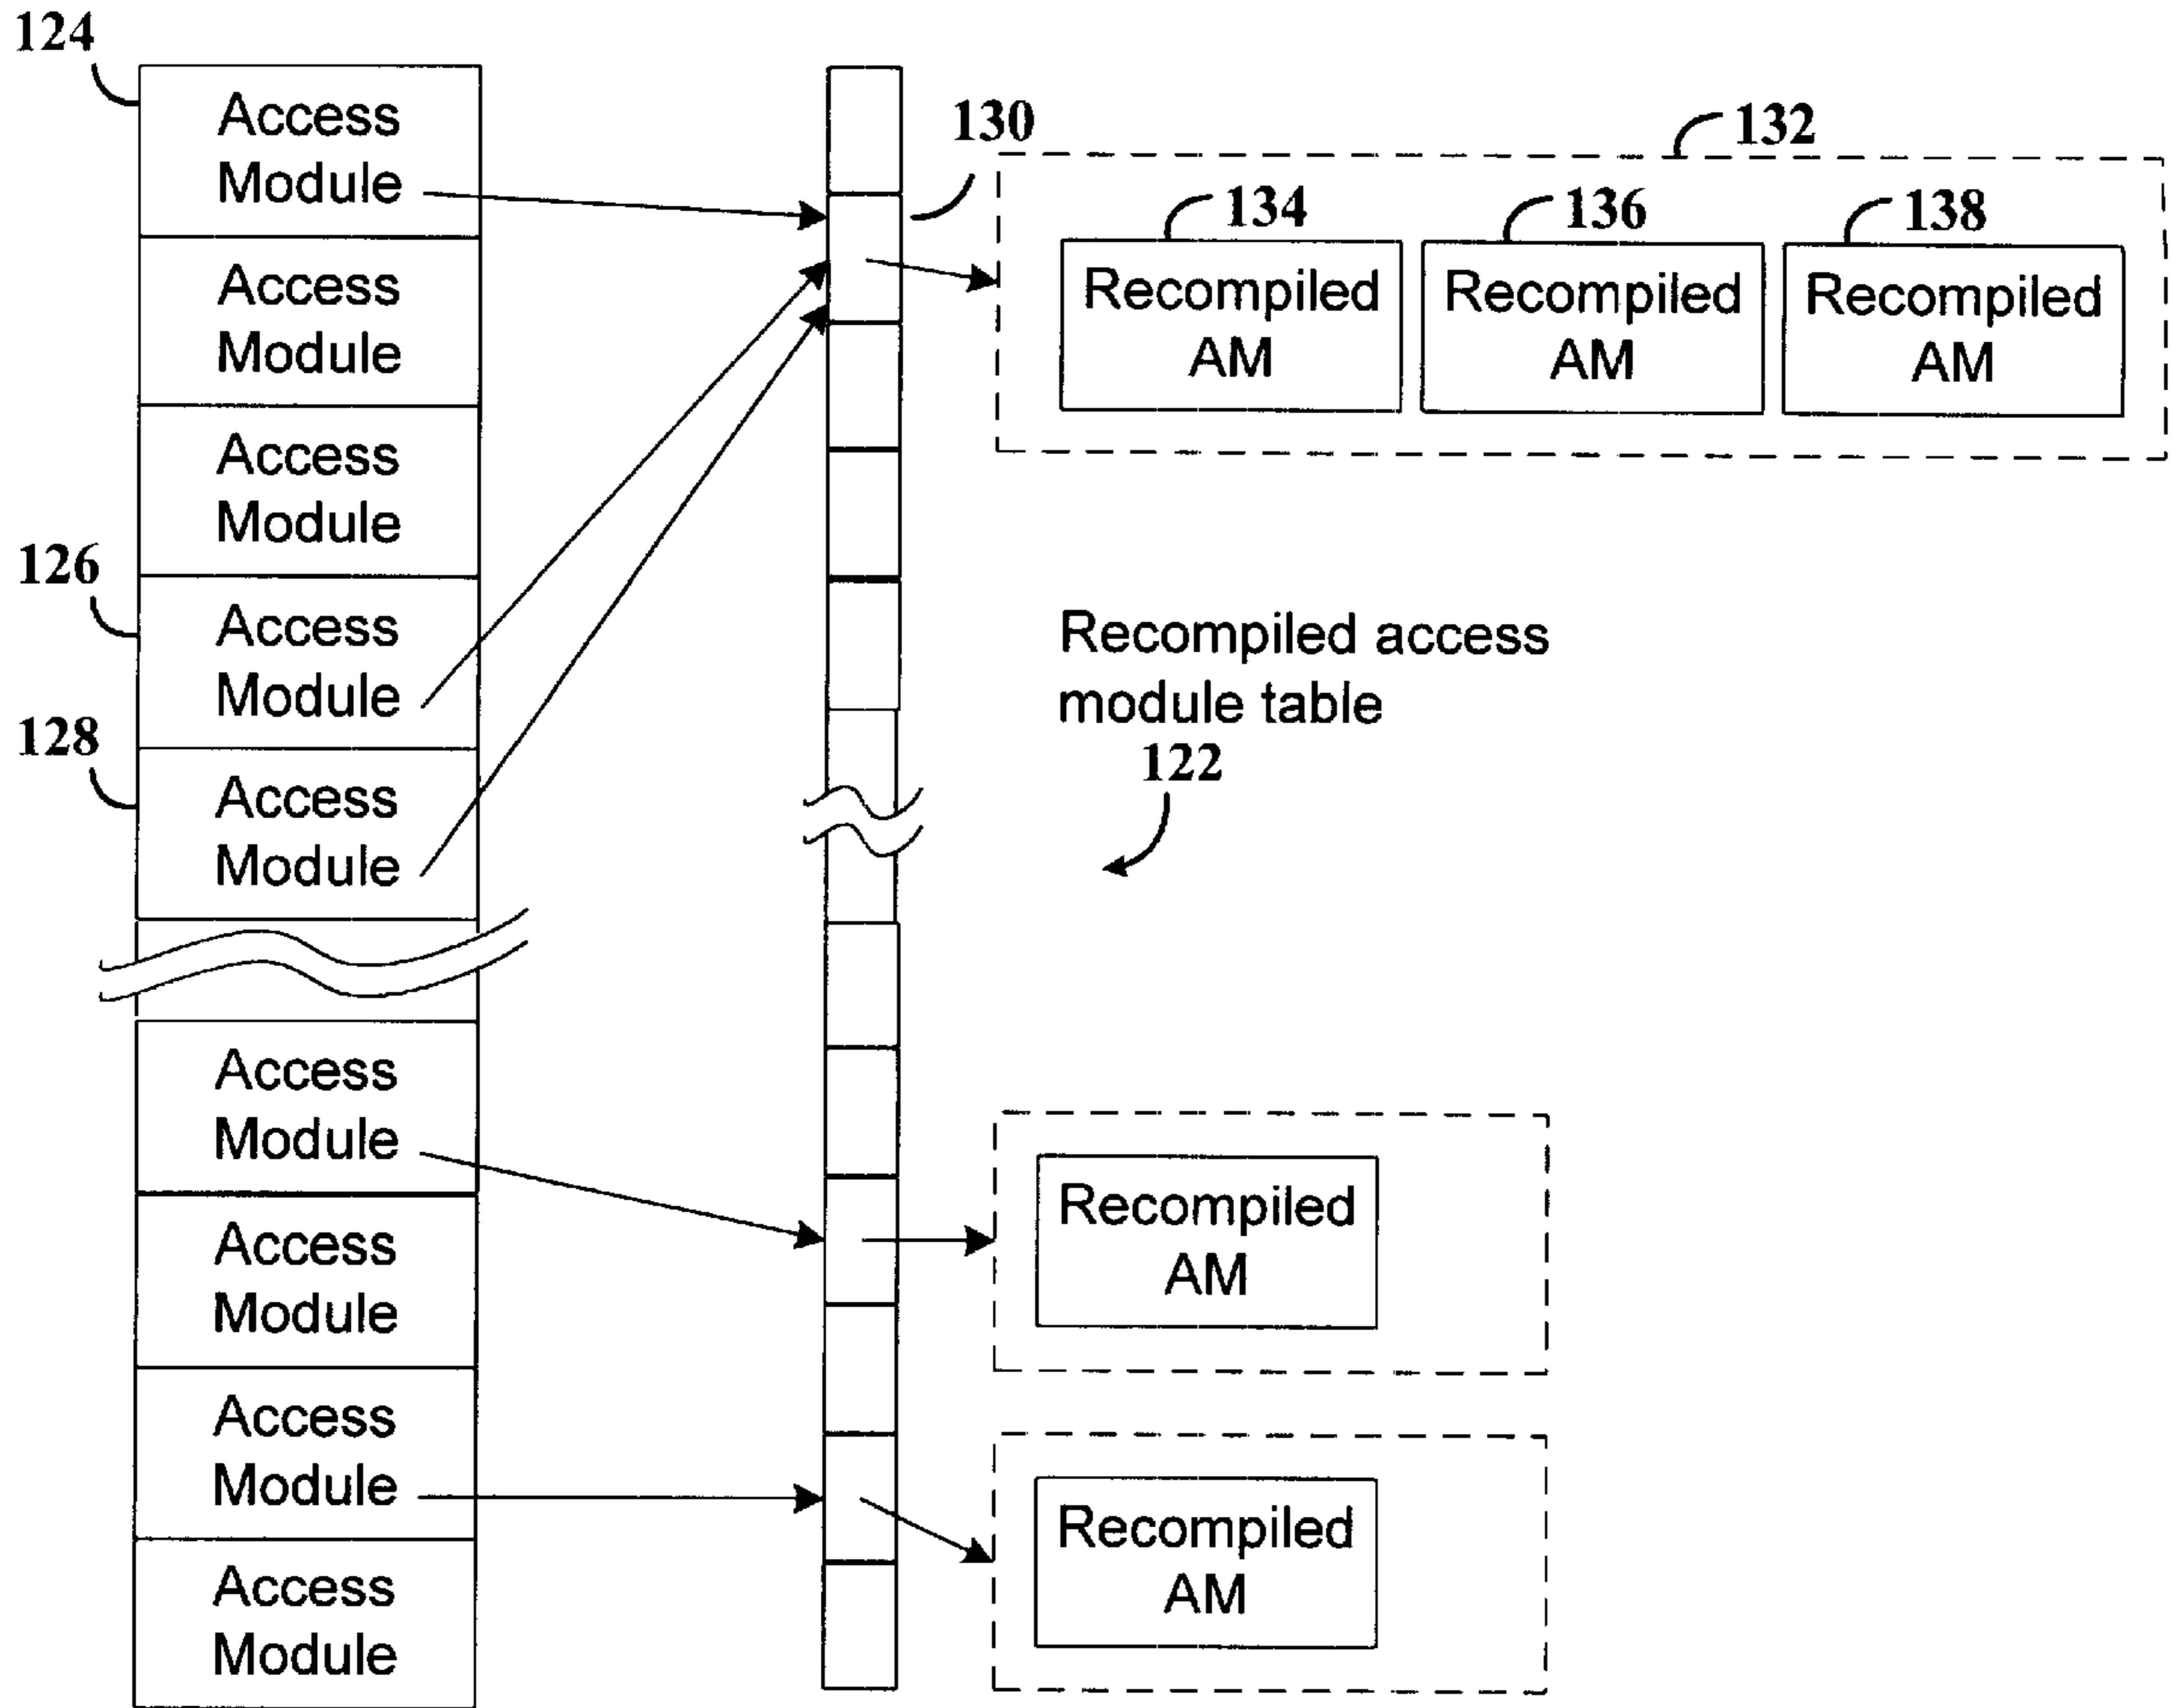 124
Access
Module
Access
Module
Access
Module
126
Access
Module
128
Access
Module
Access
Module
Access
Module
Access
Module
Access
Module
130
132
134
Recompiled
AM
136
Recompiled
AM
138
Recompiled
AM
Recompiled access
module table
122
Recompiled
AM
Recompiled
AM